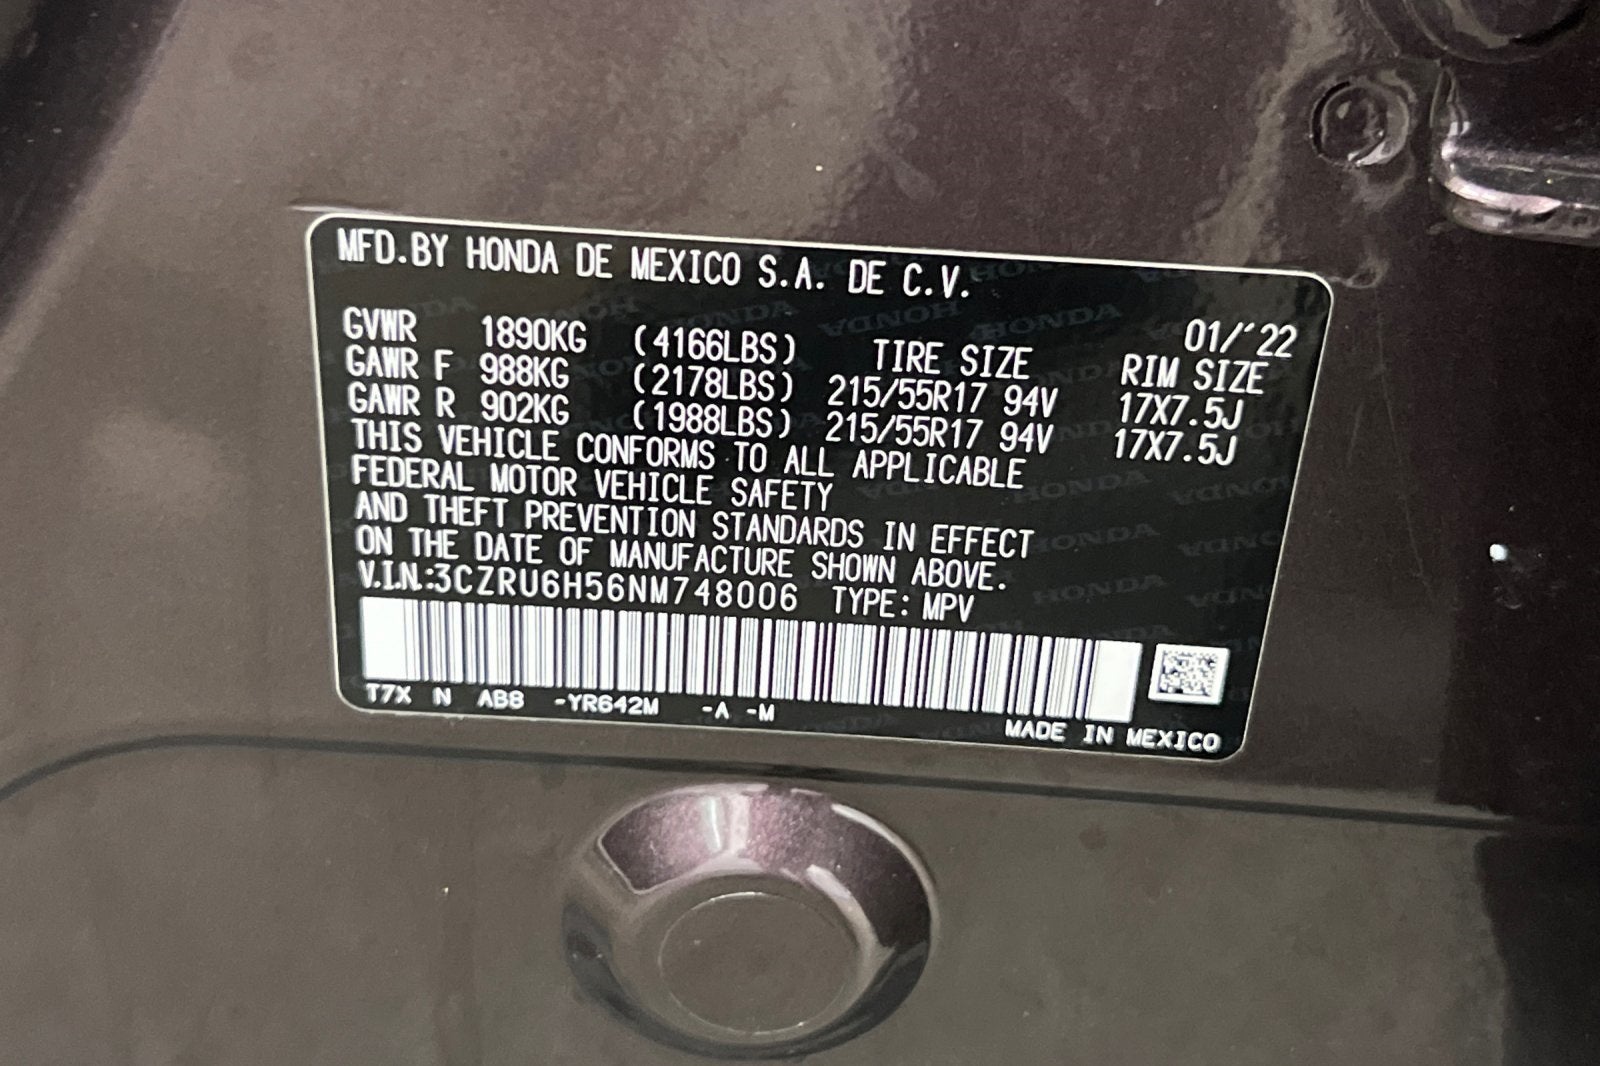 MFD.BY HONDA DE MEXICO S.A. DE C.V.
01/´22
GVWR 1890KG (4166LBS) TIRE SIZE RIM SIZE
GAWR F 988KG (2178LBS) 215/55R17 94V 17X7.5J
GAWR R 902KG (1988LBS) 215/55R17 94V 17X7.5J
THIS VEHICLE CONFORMS TO ALL APPLICABLE
FEDERAL MOTOR VEHICLE SAFETY
AND THEFT PREVENTION STANDARDS IN EFFECT
ON THE DATE OF MANUFACTURE SHOWN ABOVE.
V.I.N.:3CZRU6H56NM748006 TYPE: MPV
T7X N AB8 -YR642M -A -M
MADE IN MEXICO